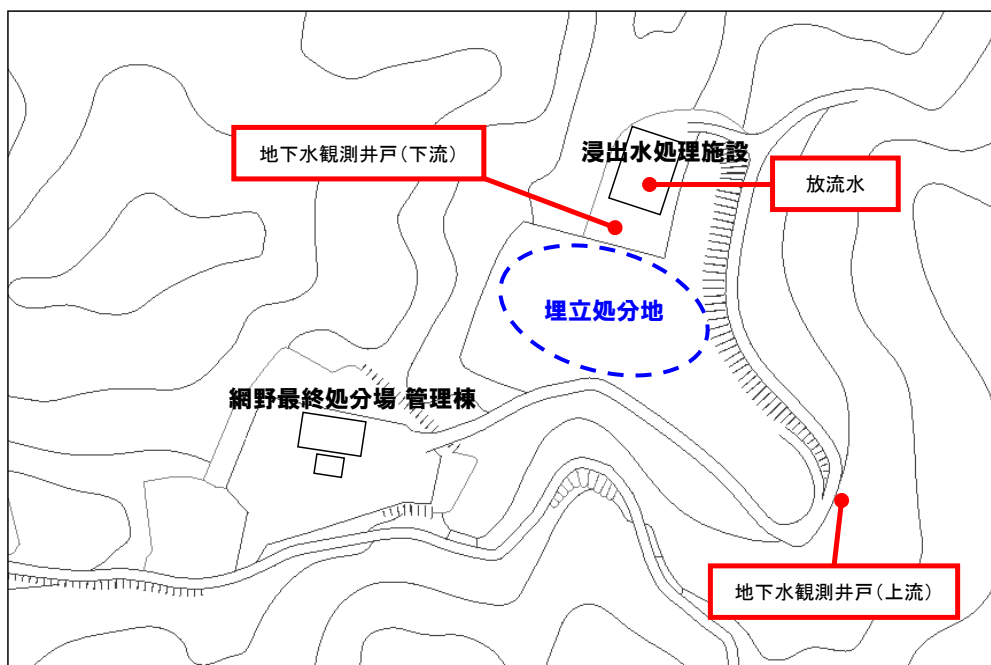 地下水観測井戸（下流）
浸出水処理施設
放流水
埋立処分地
網野最終処分場 管理棟
地下水観測井戸（上流）